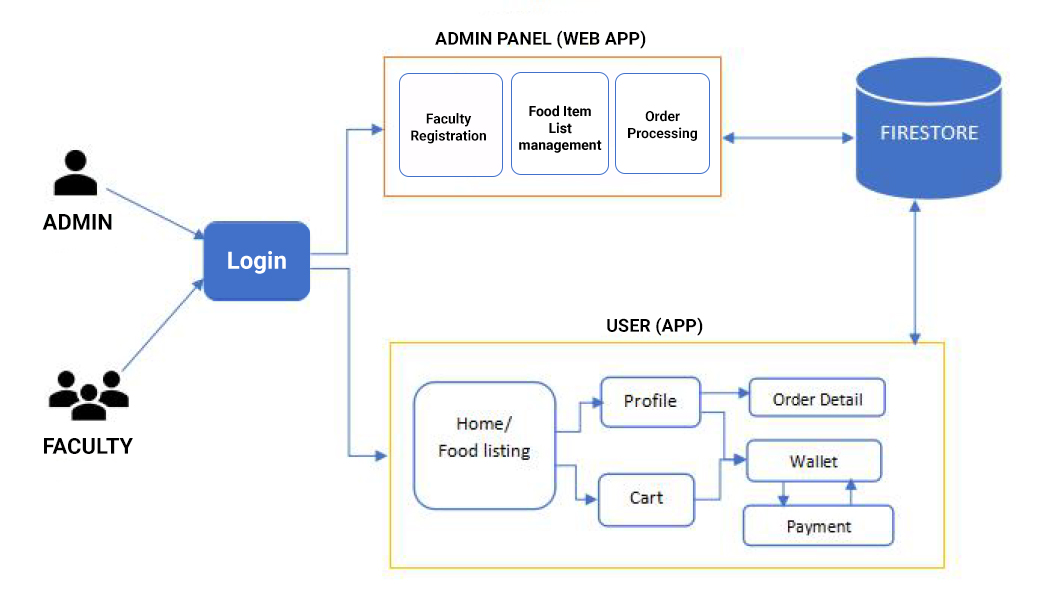 ADMIN PANEL (WEB APP)
Faculty
Registration
Food Item
List
management
Order
Processing
FIRESTORE
ADMIN
Login
FACULTY
USER (APP)
Home/
Food listing
Profile
Order Detail
Cart
Wallet
Payment